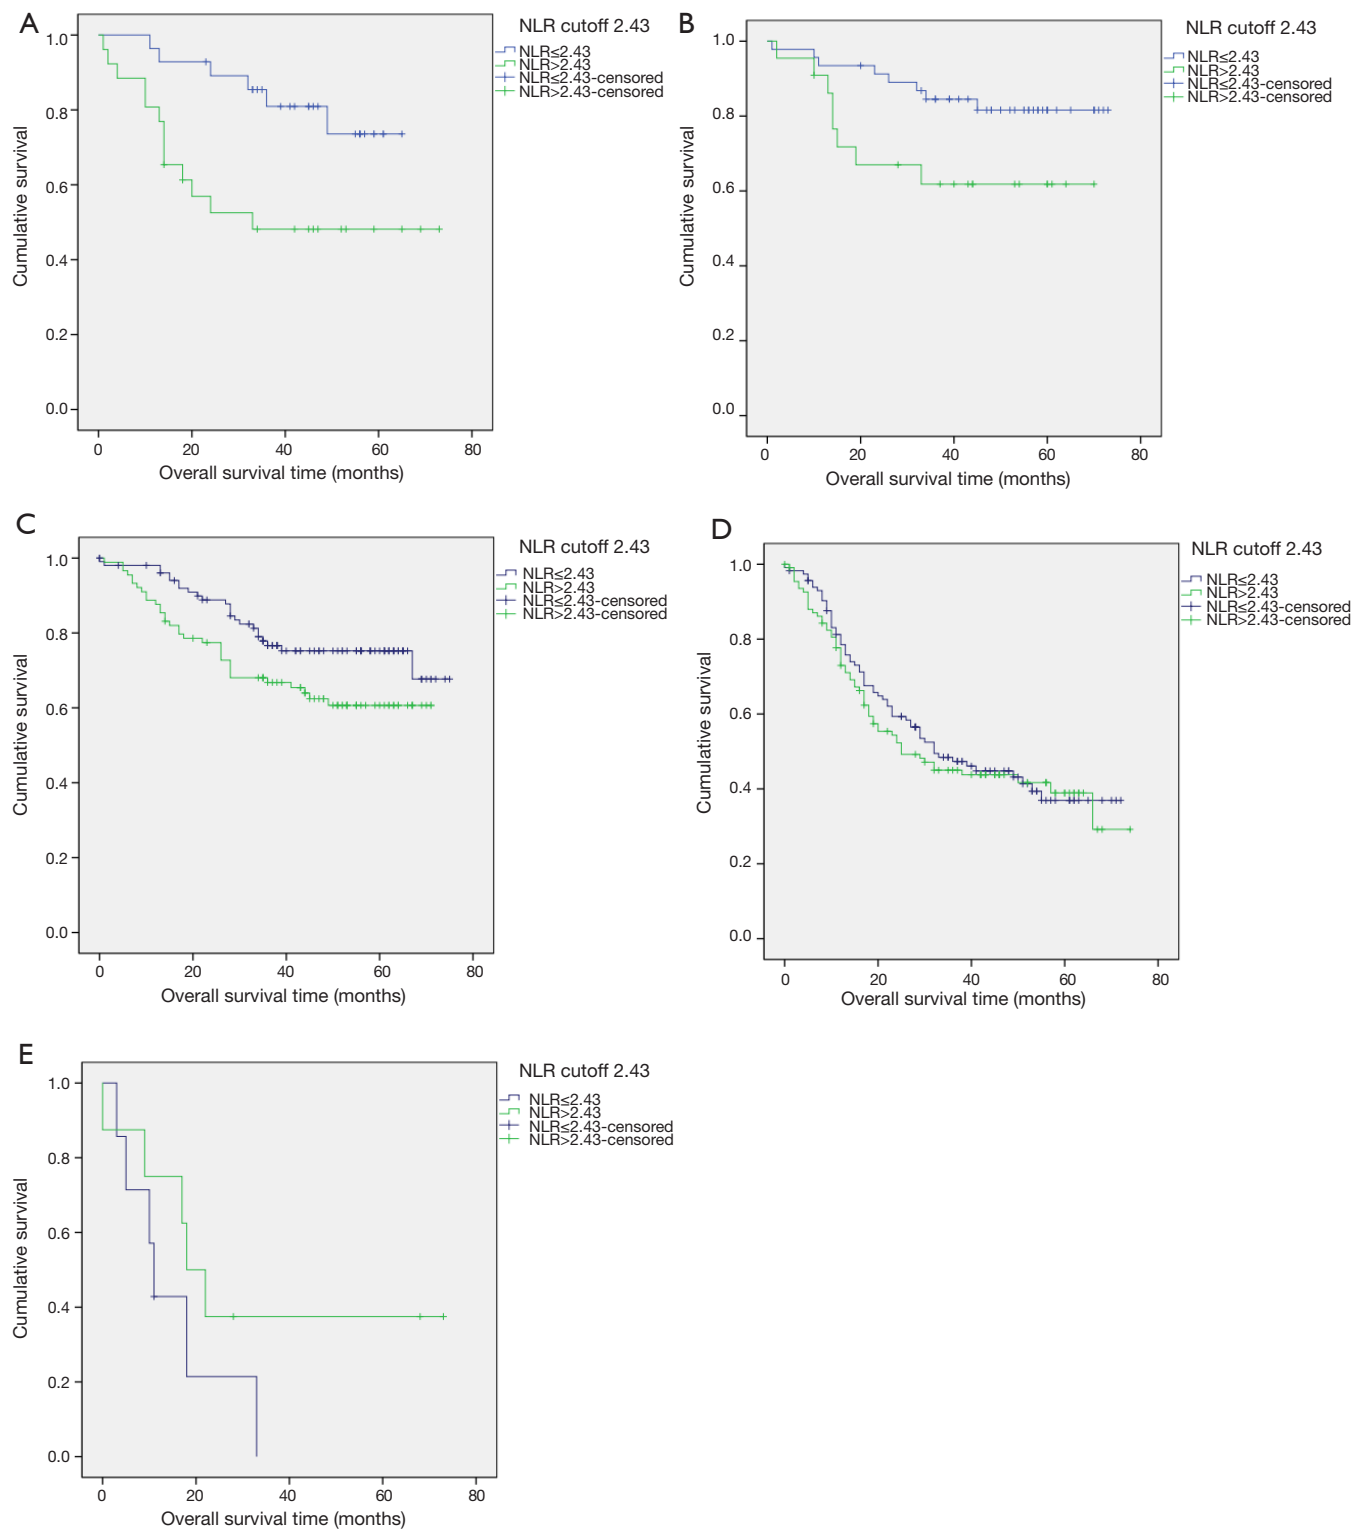 A
NLR cutoff 2.43
NLR≤2.43
NLR>2.43
NLR≤2.43-censored
NLR>2.43-censored
Cumulative survival
1.0
0.8
0.6
0.4
0.2
0.0
0 20 40 60 80
Overall survival time (months)
B
NLR cutoff 2.43
NLR≤2.43
NLR>2.43
NLR≤2.43-censored
NLR>2.43-censored
Cumulative survival
1.0
0.8
0.6
0.4
0.2
0.0
0 20 40 60 80
Overall survival time (months)
C
NLR cutoff 2.43
NLR≤2.43
NLR>2.43
NLR≤2.43-censored
NLR>2.43-censored
Cumulative survival
1.0
0.8
0.6
0.4
0.2
0.0
0 20 40 60 80
Overall survival time (months)
D
NLR cutoff 2.43
NLR≤2.43
NLR>2.43
NLR≤2.43-censored
NLR>2.43-censored
Cumulative survival
1.0
0.8
0.6
0.4
0.2
0.0
0 20 40 60 80
Overall survival time (months)
E
NLR cutoff 2.43
NLR≤2.43
NLR>2.43
NLR≤2.43-censored
NLR>2.43-censored
Cumulative survival
1.0
0.8
0.6
0.4
0.2
0.0
0 20 40 60 80
Overall survival time (months)